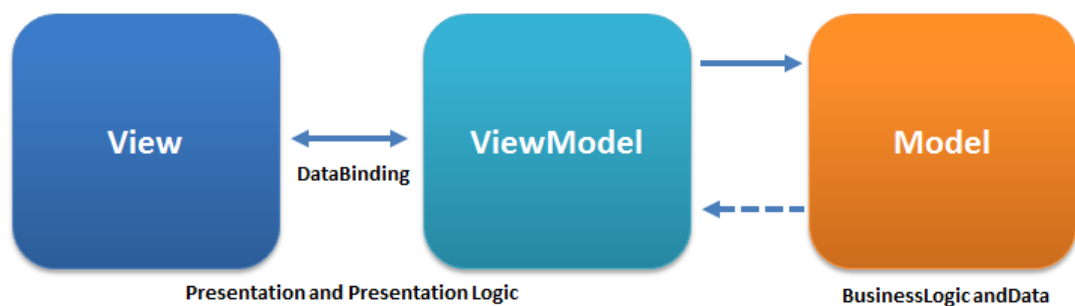 View
ViewModel
Model
DataBinding
Presentation and Presentation Logic
BusinessLogic andData